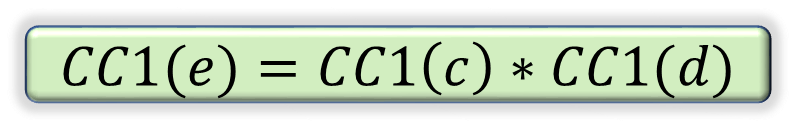 CC1(e) = CC1(c) * CC1(d)